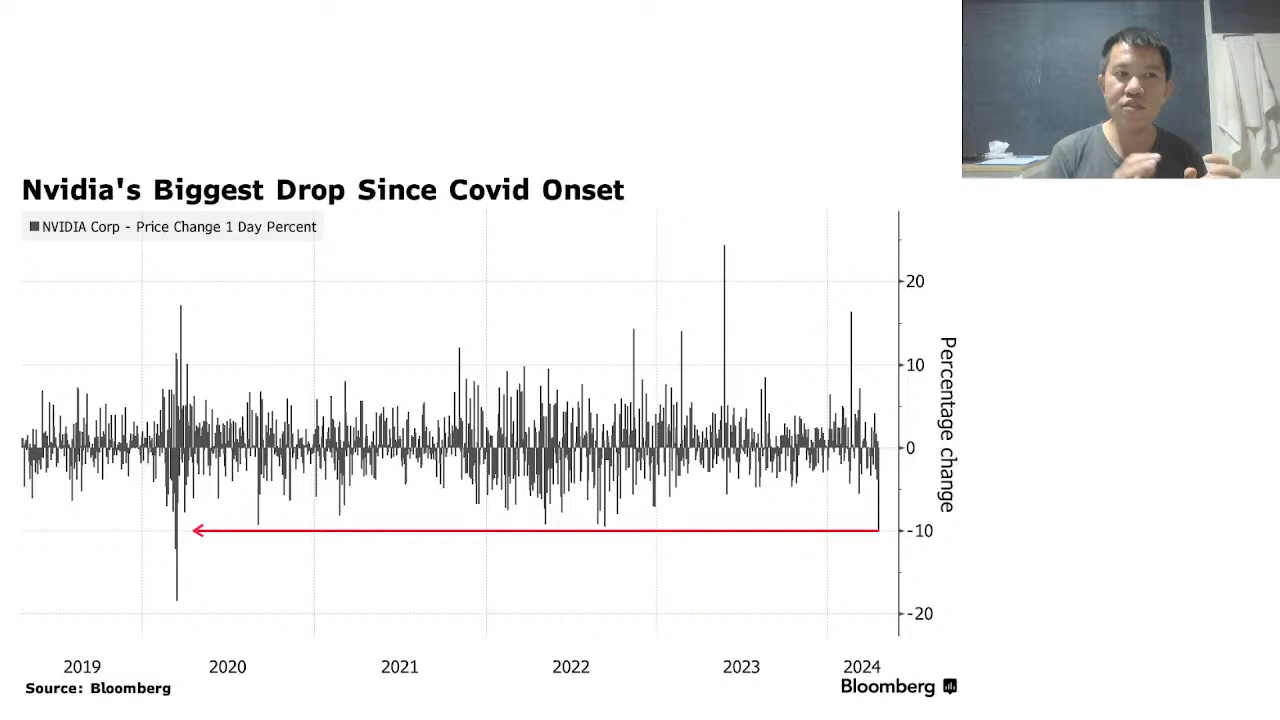 Nvidia's Biggest Drop Since Covid Onset
NVIDIA Corp - Price Change 1 Day Percent
20
10
0
-10
-20
Percentage change
2019 2020 2021 2022 2023 2024
Source: Bloomberg
Bloomberg